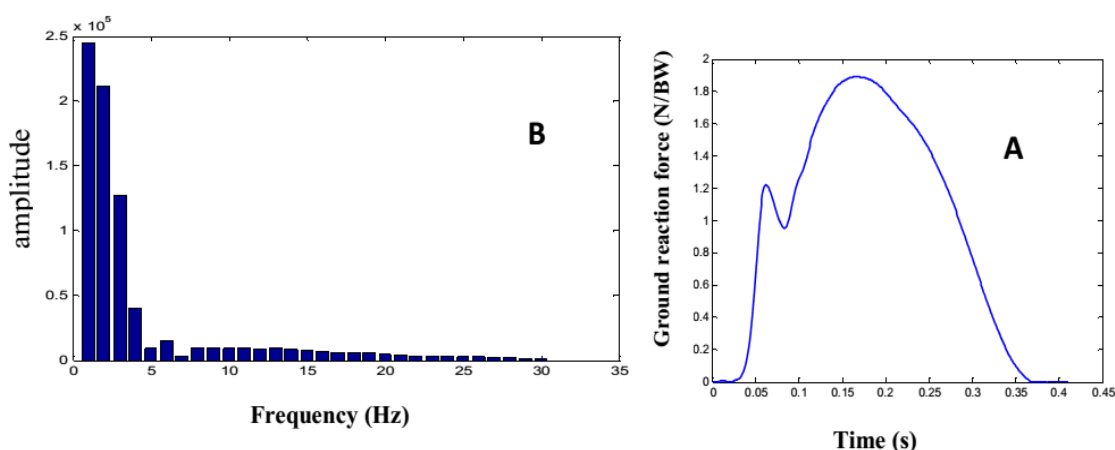 × 10⁵
2.5
2
1.5
1
0.5
0
amplitude
B
0 5 10 15 20 25 30 35
Frequency (Hz)
2
1.8
1.6
1.4
1.2
1
0.8
0.6
0.4
0.2
0
Ground reaction force (N/BW)
A
0 0.05 0.1 0.15 0.2 0.25 0.3 0.35 0.4 0.45
Time (s)